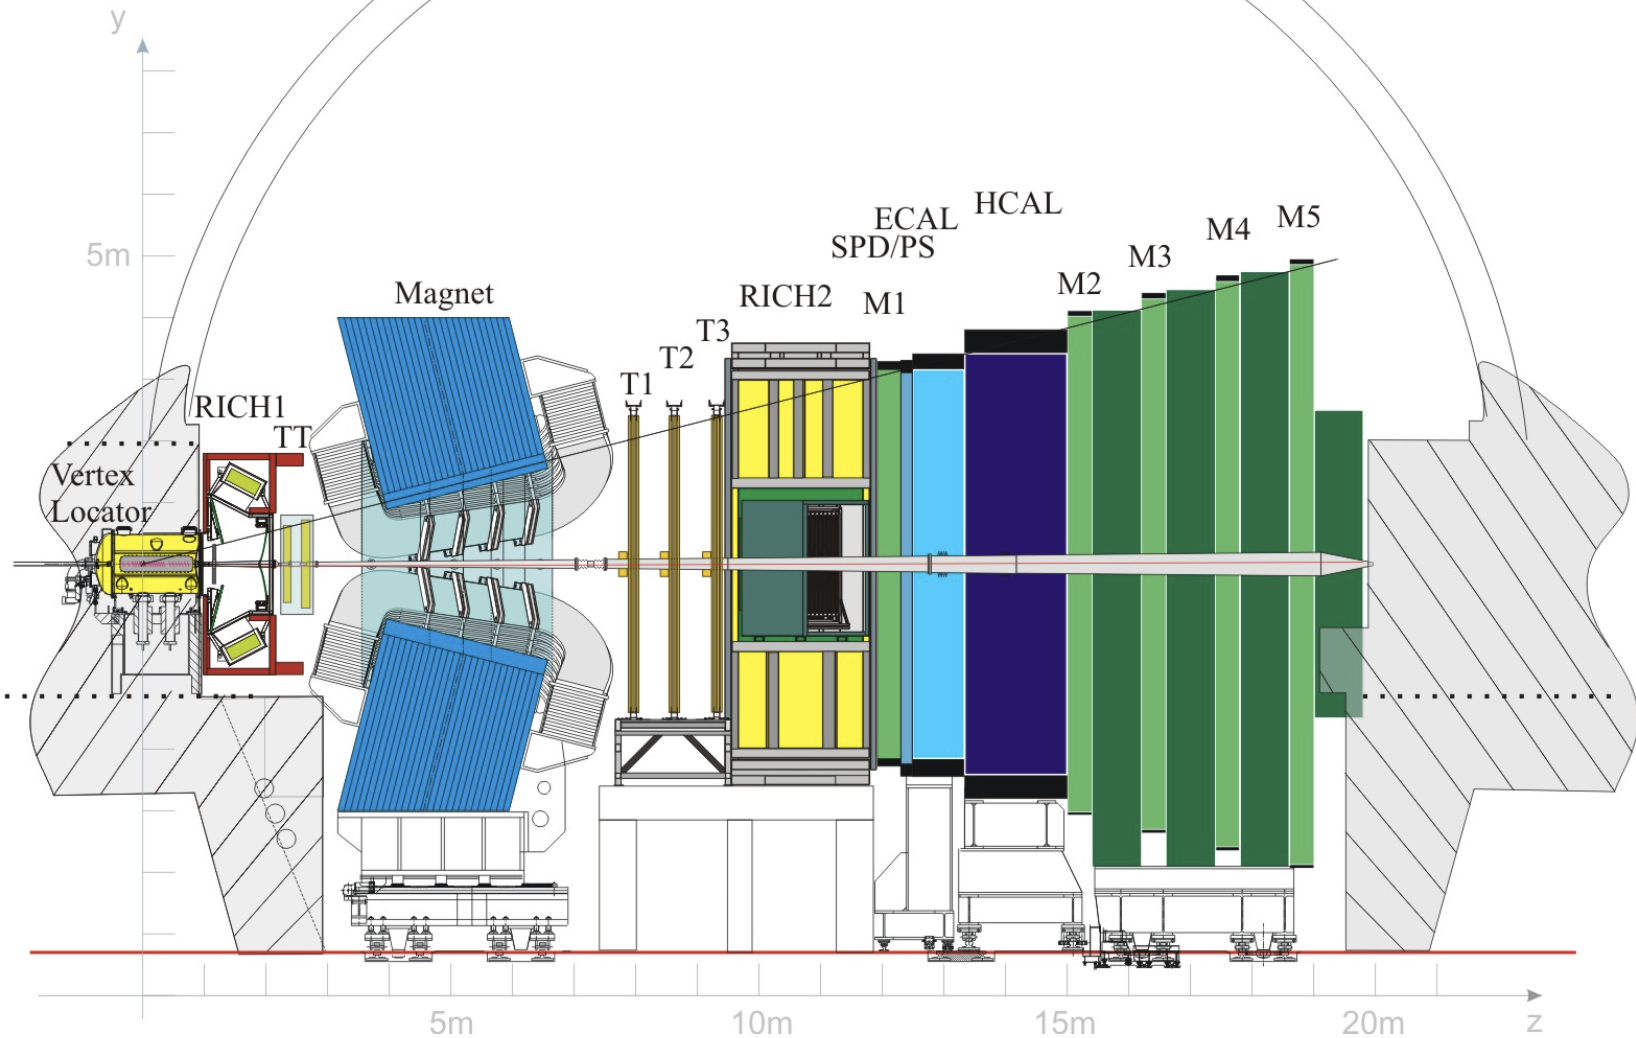 y
5m
HCAL
ECAL
SPD/PS
M5
M4
M3
M2
M1
RICH2
Magnet
T3
T2
T1
RICH1
TT
Vertex
Locator
5m
10m
15m
20m
z